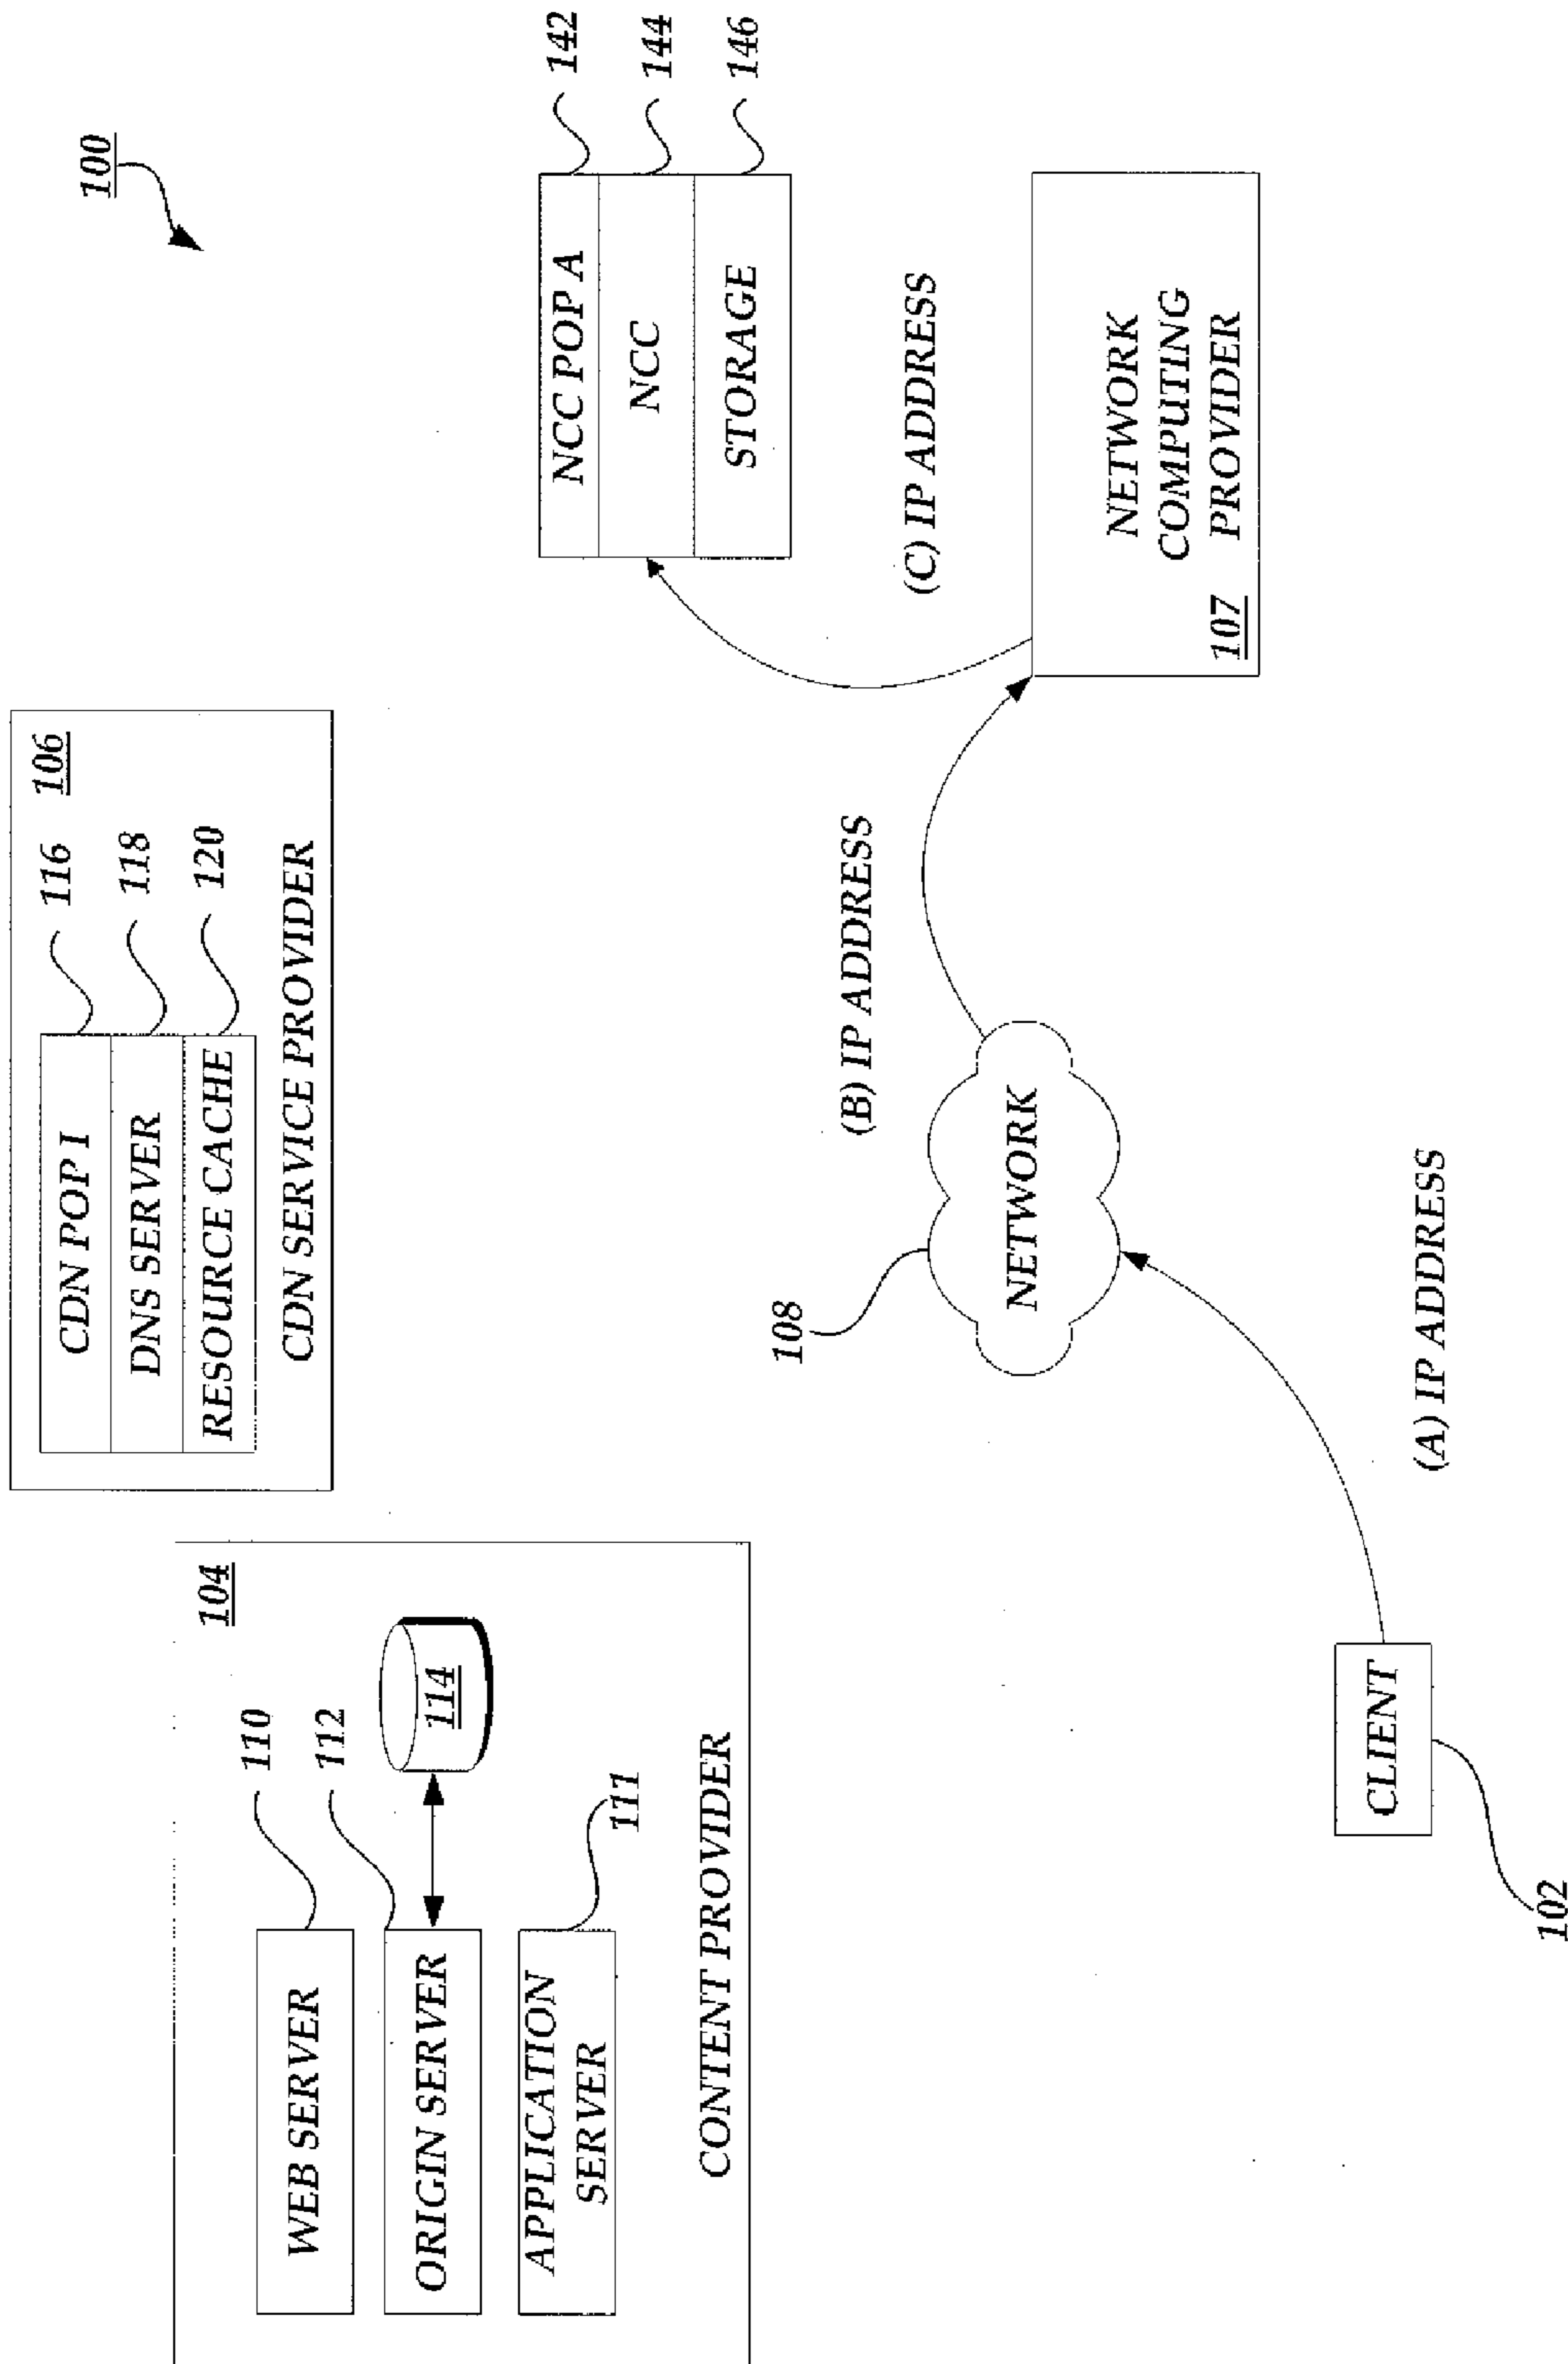 100
104
WEB SERVER
110
112
ORIGIN SERVER
114
APPLICATION
SERVER
111
CONTENT PROVIDER
106
CDN POP I
116
DNS SERVER
118
RESOURCE CACHE
120
CDN SERVICE PROVIDER
NCC POP A
142
NCC
144
STORAGE
146
108
NETWORK
(B) IP ADDRESS
(C) IP ADDRESS
NETWORK
COMPUTING
107 PROVIDER
CLIENT
102
(A) IP ADDRESS